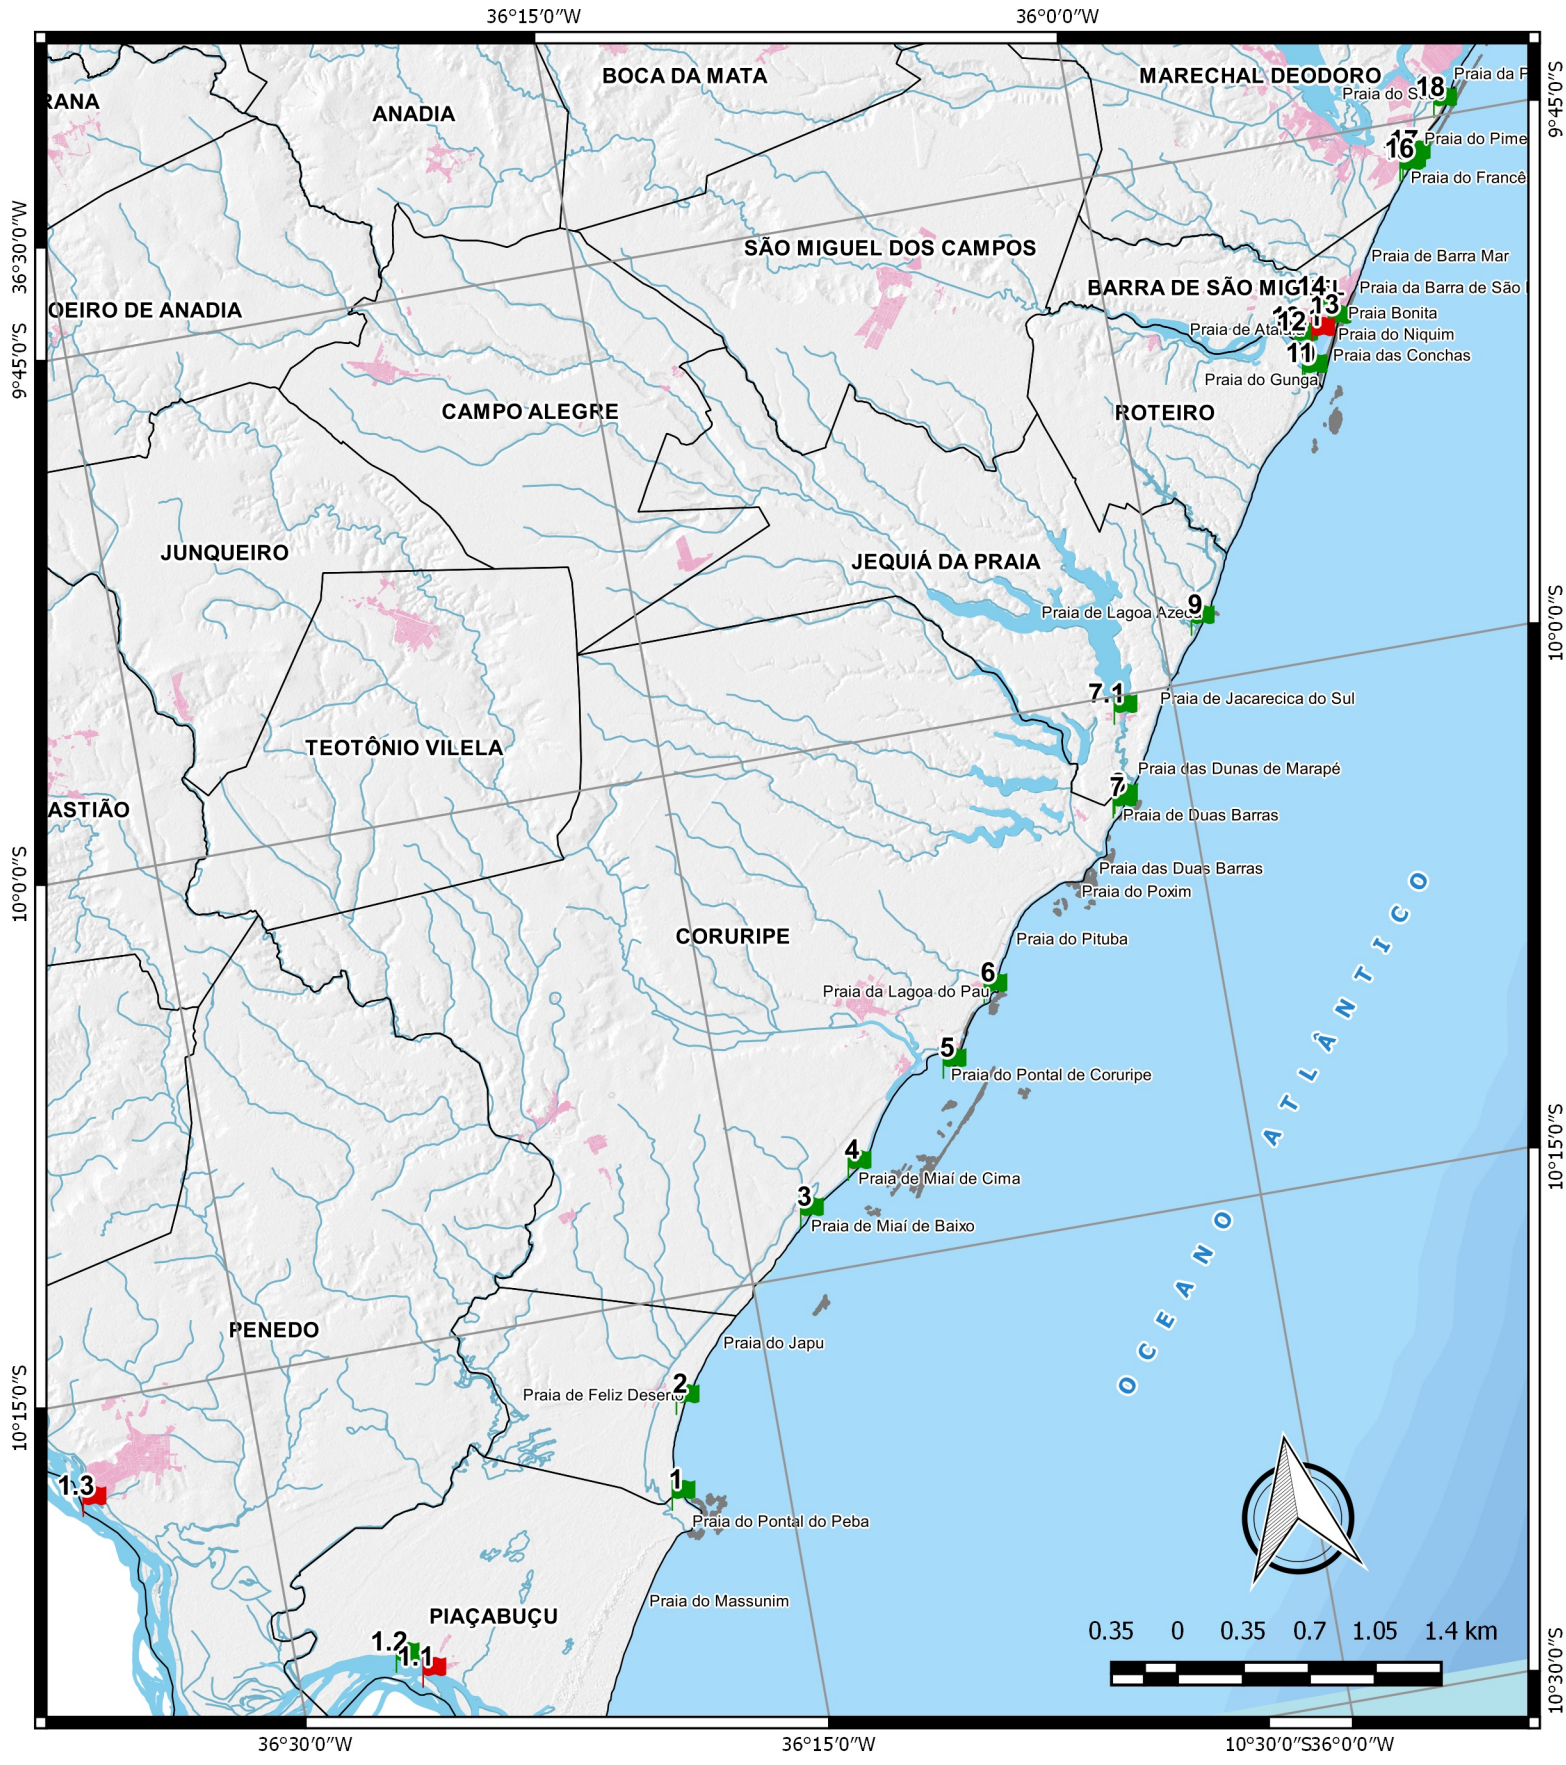 36°15'0"W
36°0'0"W
BOCA DA MATA
MARECHAL DEODORO
Praia da P
9°45'0"S
RANA
ANADIA
Praia do S
18
17
Praia do Pime
16
Praia do Francê
36°30'0"W
SÃO MIGUEL DOS CAMPOS
Praia de Barra Mar
BARRA DE SÃO MIGUEL
14
Praia da Barra de São
OEIRO DE ANADIA
13
Praia Bonita
12
Praia de Atalaia
Praia do Niquim
11
Praia das Conchas
9°45'0"S
Praia do Gunga
CAMPO ALEGRE
ROTEIRO
JUNQUEIRO
JEQUIÁ DA PRAIA
9
Praia de Lagoa Azeda
10°0'0"S
7.1
Praia de Jacarecica do Sul
TEOTÔNIO VILELA
Praia das Dunas de Marapé
7
ASTIÃO
Praia de Duas Barras
10°0'0"S
Praia das Duas Barras
Praia do Poxim
CORURIPE
Praia do Pituba
6
Praia da Lagoa do Pau
5
Praia do Pontal de Coruripe
OCEANO ATLÂNTICO
10°15'0"S
4
Praia de Miaí de Cima
3
Praia de Miaí de Baixo
PENEDO
Praia do Japu
2
Praia de Feliz Deserto
10°15'0"S
1
1.3
Praia do Pontal do Peba
Praia do Massunim
PIAÇABUÇU
1.2
1.1
0.35 0 0.35 0.7 1.05 1.4 km
10°30'0"S
36°30'0"W
36°15'0"W
10°30'0"S
36°0'0"W